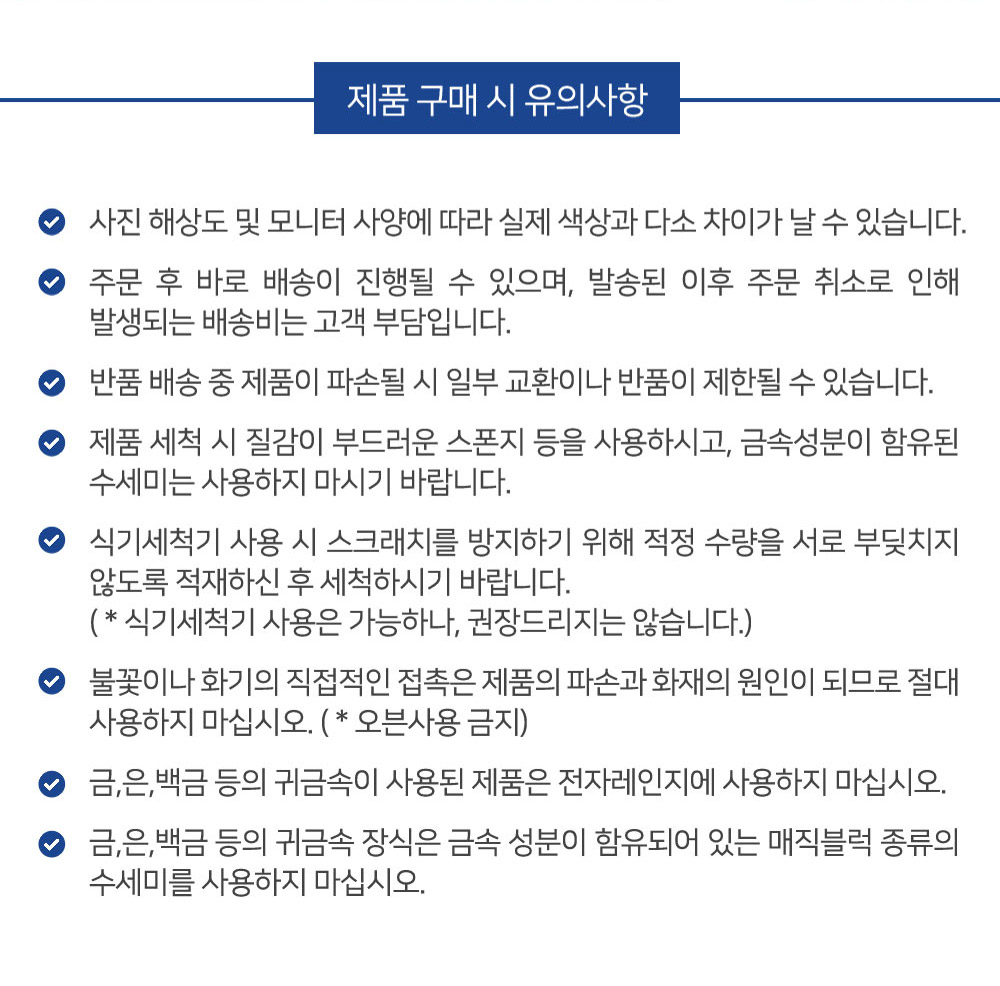 제품 구매 시 유의사항
사진 해상도 및 모니터 사양에 따라 실제 색상과 다소 차이가 날 수 있습니다.
주문 후 바로 배송이 진행될 수 있으며, 발송된 이후 주문 취소로 인해
발생되는 배송비는 고객 부담입니다.
반품 배송 중 제품이 파손될 시 일부 교환이나 반품이 제한될 수 있습니다.
제품 세척 시 질감이 부드러운 스폰지 등을 사용하시고, 금속성분이 함유된
수세미는 사용하지 마시기 바랍니다.
식기세척기 사용 시 스크래치를 방지하기 위해 적정 수량을 서로 부딪치지
않도록 적재하신 후 세척하시기 바랍니다.
( * 식기세척기 사용은 가능하나, 권장드리지는 않습니다.)
불꽃이나 화기의 직접적인 접촉은 제품의 파손과 화재의 원인이 되므로 절대
사용하지 마십시오. ( * 오븐사용 금지)
금,은,백금 등의 귀금속이 사용된 제품은 전자레인지에 사용하지 마십시오.
금,은,백금 등의 귀금속 장식은 금속 성분이 함유되어 있는 매직블럭 종류의
수세미를 사용하지 마십시오.